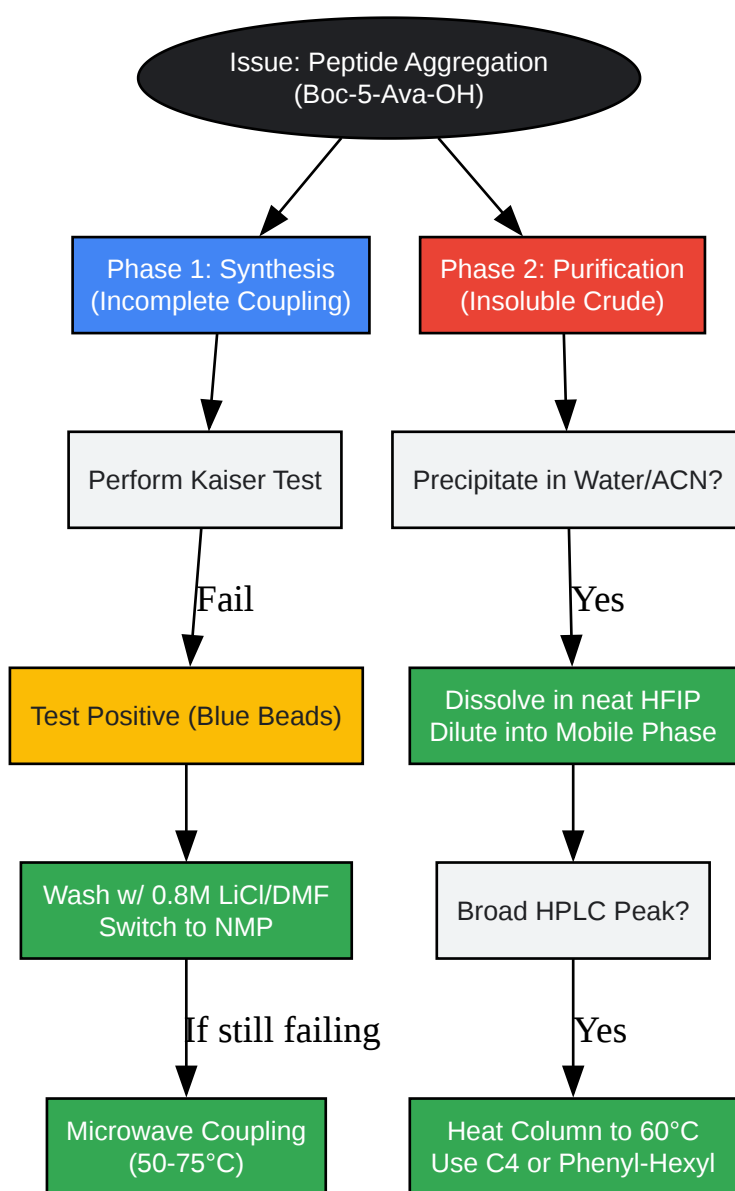 Issue: Peptide Aggregation
(Boc-5-Ava-OH)
Phase 1: Synthesis
(Incomplete Coupling)
Phase 2: Purification
(Insoluble Crude)
Perform Kaiser Test
Precipitate in Water/ACN?
Fail
Yes
Test Positive (Blue Beads)
Dissolve in neat HFIP
Dilute into Mobile Phase
Wash w/ 0.8M LiCl/DMF
Switch to NMP
Broad HPLC Peak?
If still failing
Yes
Microwave Coupling
(50-75°C)
Heat Column to 60°C
Use C4 or Phenyl-Hexyl